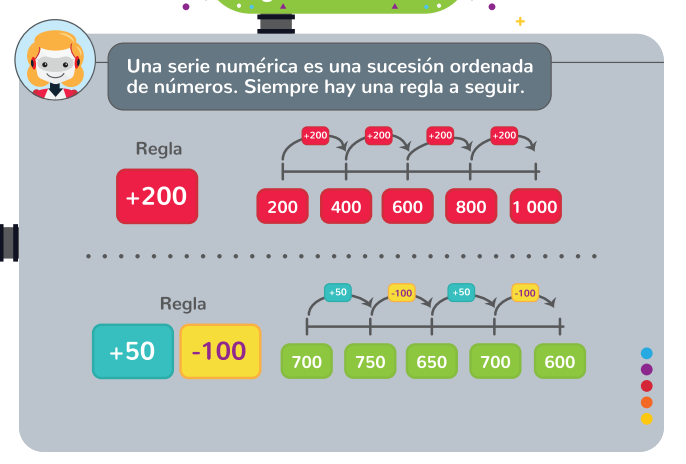 Una serie numérica es una sucesión ordenada
de números. Siempre hay una regla a seguir.
Regla
+200
+200 +200 +200 +200
200 400 600 800 1 000
Regla
+50 -100
+50 -100 +50 -100
700 750 650 700 600